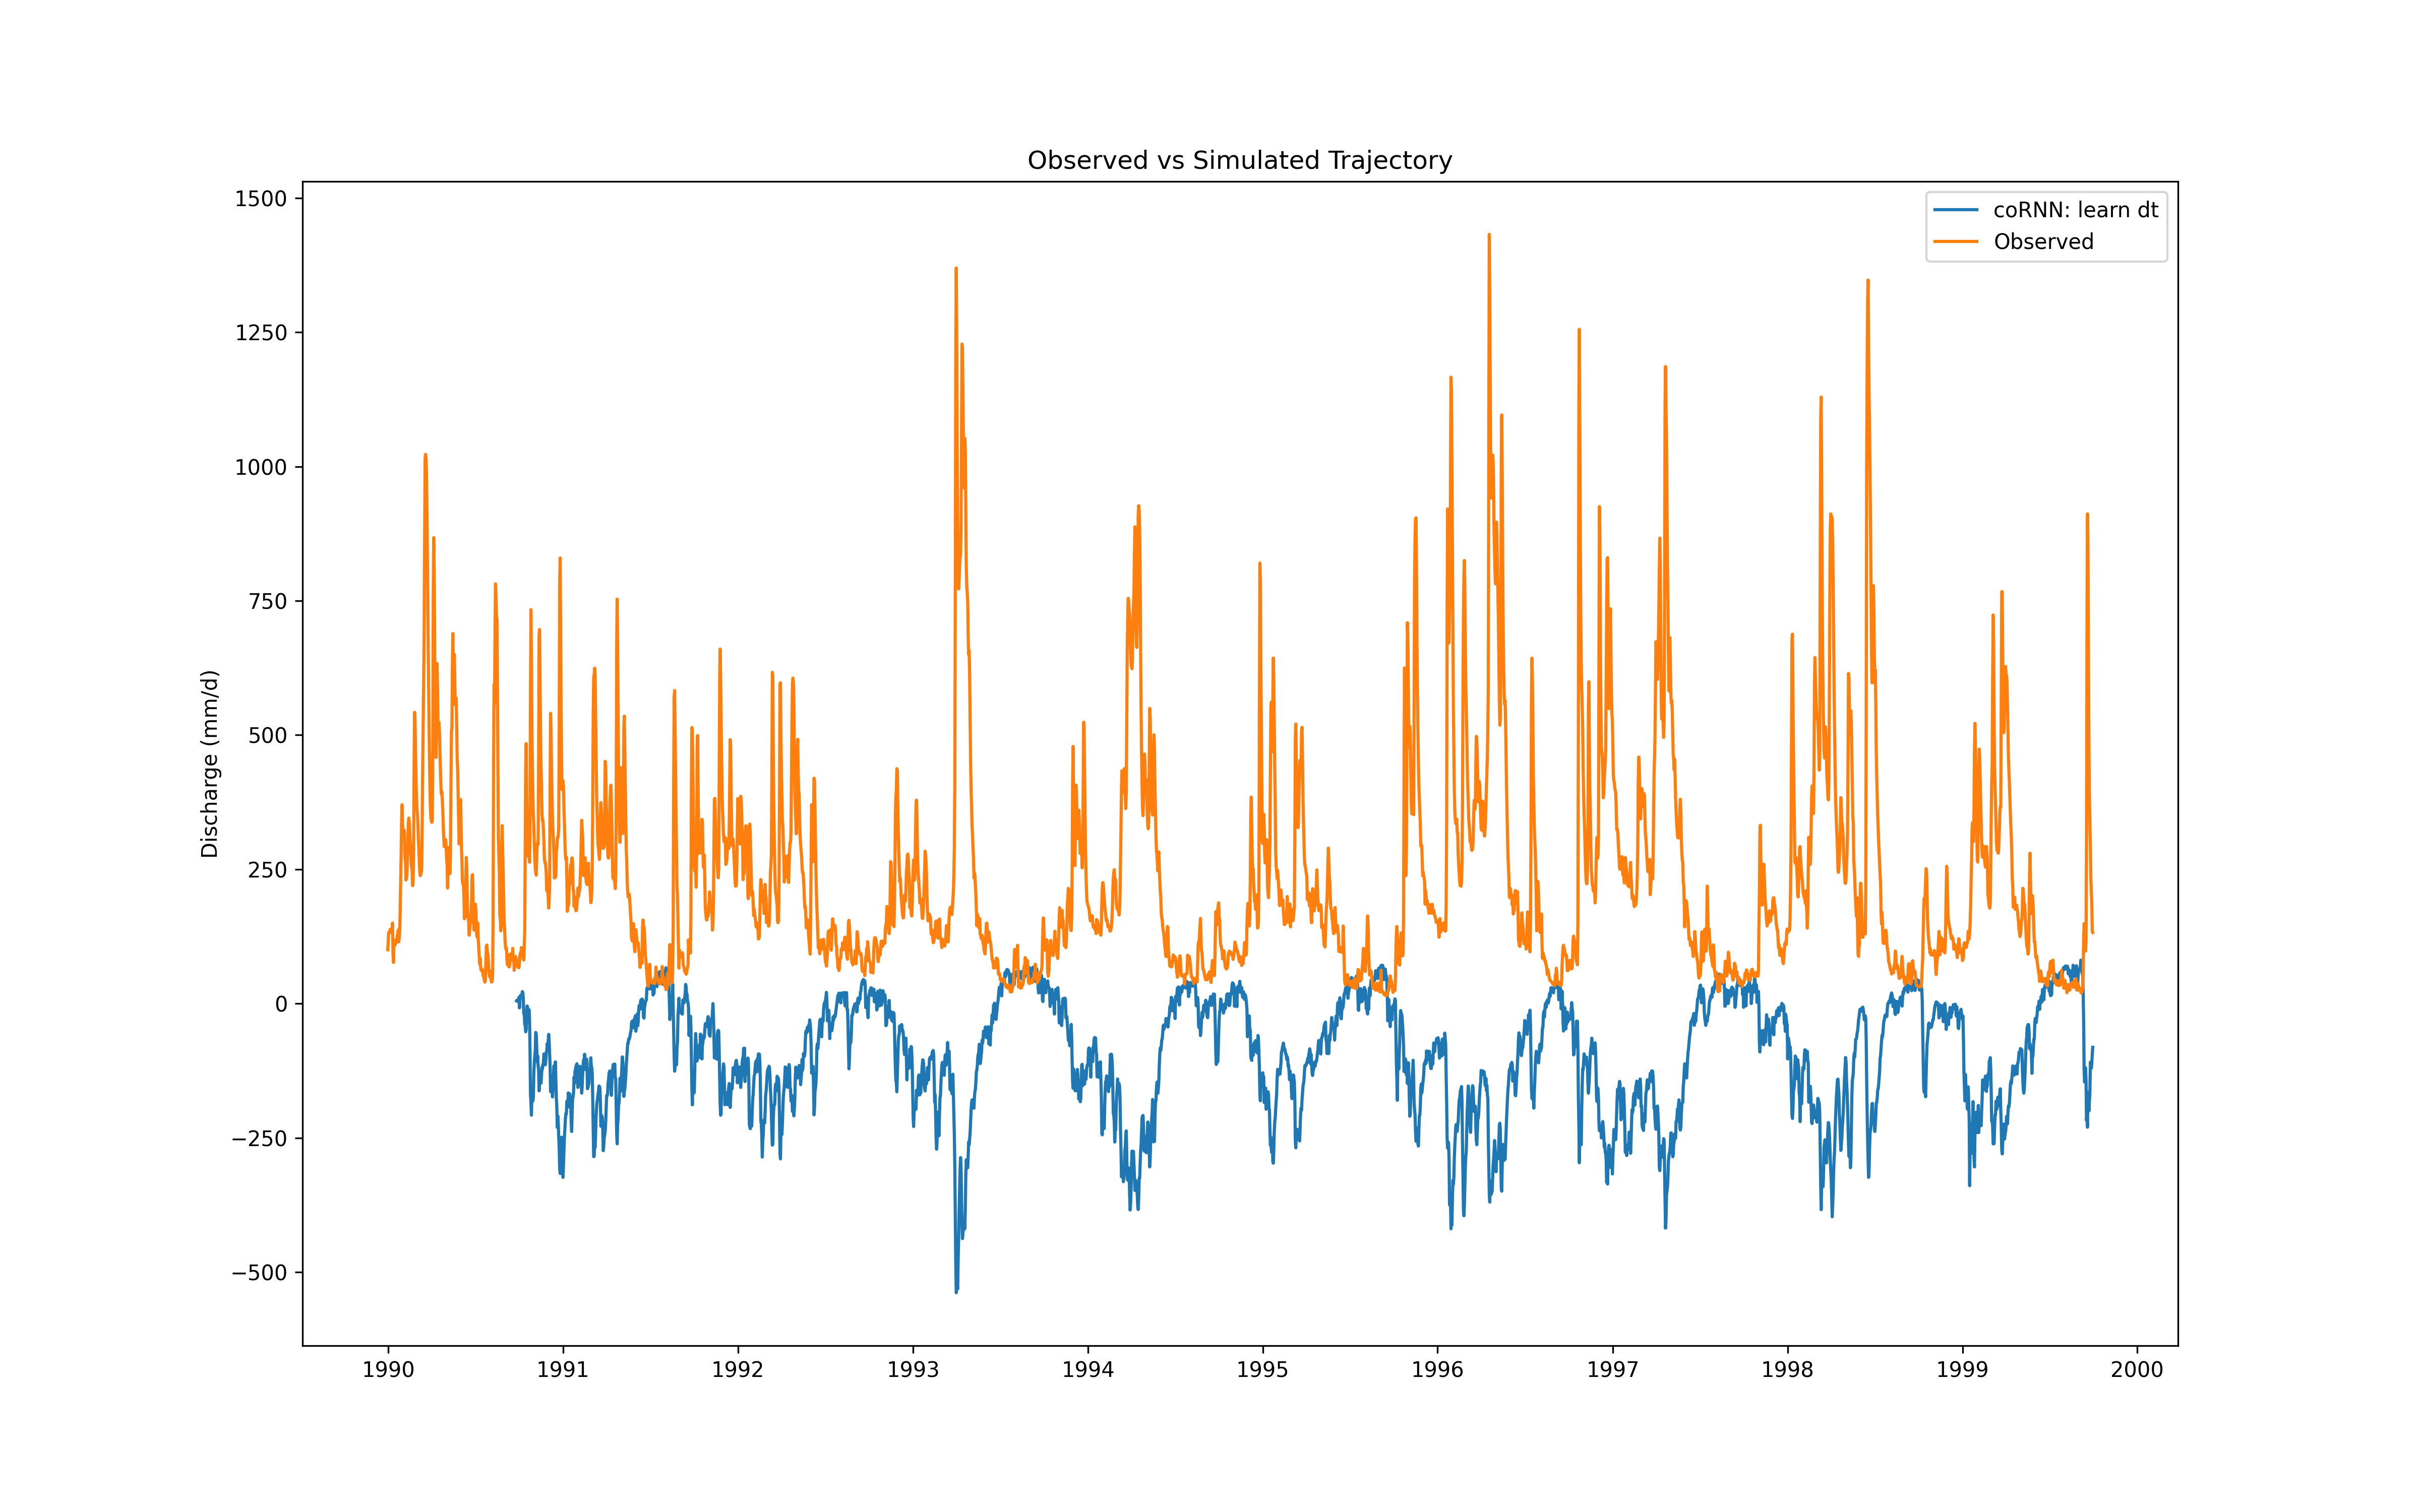 Observed vs Simulated Trajectory
coRNN: learn dt
Observed
Discharge (mm/d)
1500
1250
1000
750
500
250
0
−250
−500
1990 1991 1992 1993 1994 1995 1996 1997 1998 1999 2000